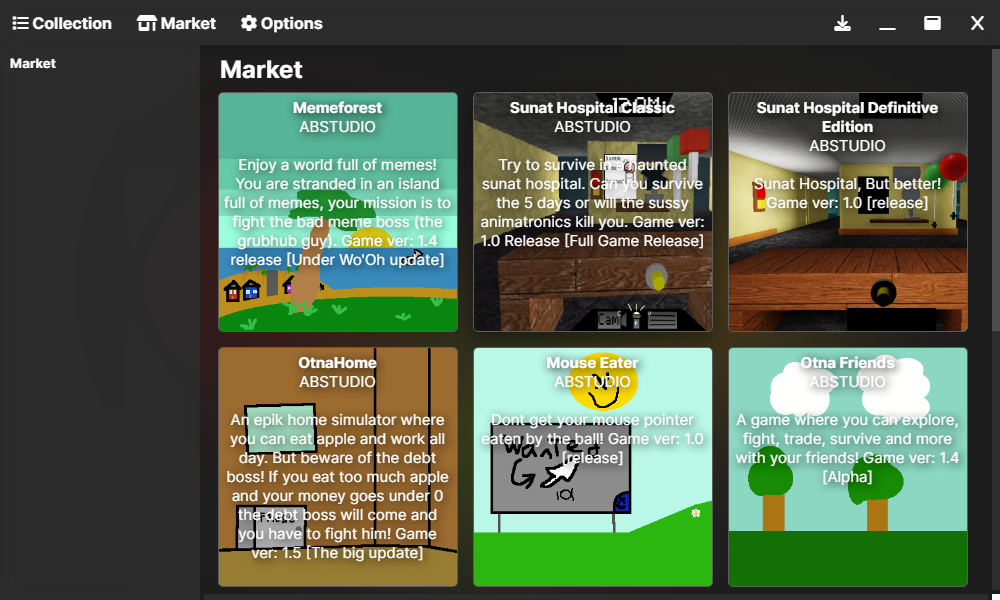 Collection Market Options
Market
Market
Memeforest
ABSTUDIO
Enjoy a world full of memes!
You are stranded in an island
full of memes, your mission is to
fight the bad meme boss (the
grubhub guy). Game ver: 1.4
release [Under Wo'Oh update]
Sunat Hospital Classic
ABSTUDIO
Try to survive in a haunted
sunat hospital. Can you survive
the 5 days or will the sussy
animatronics kill you. Game ver:
1.0 Release [Full Game Release]
Cam
Sunat Hospital Definitive
Edition
ABSTUDIO
Sunat Hospital, But better!
Game ver: 1.0 [release]
OtnaHome
ABSTUDIO
An epik home simulator where
you can eat apple and work all
day. But beware of the debt
boss! If you eat too much apple
and your money goes under 0
the debt boss will come and
you have to fight him! Game
ver: 1.5 [The big update]
Mouse Eater
ABSTUDIO
Dont get your mouse pointer
eaten by the ball! Game ver: 1.0
[release]
wanted
Otna Friends
ABSTUDIO
A game where you can explore,
fight, trade, survive and more
with your friends! Game ver: 1.4
[Alpha]